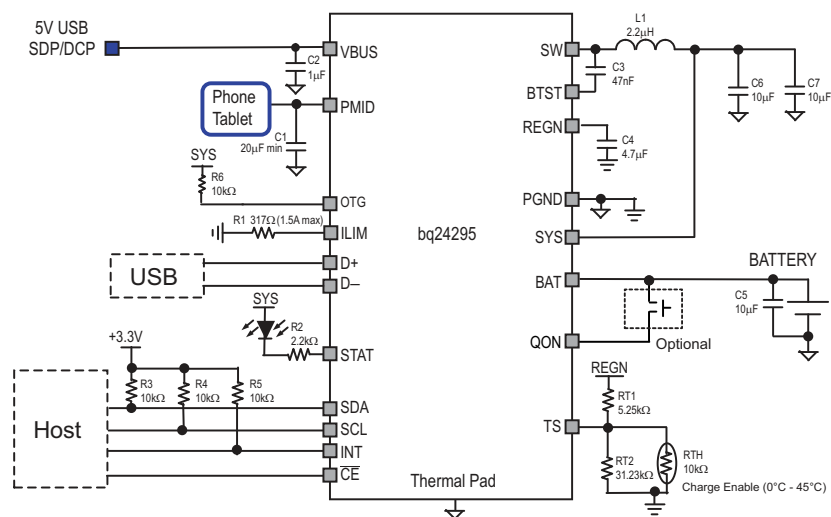 5V USB
SDP/DCP
VBUS
C2
1µF
Phone
Tablet
PMID
C1
20µF min
SYS
R6
10kΩ
OTG
R1 317Ω (1.5A max)
ILIM
USB
D+
D–
SYS
R2
2.2kΩ
STAT
+3.3V
R3
10kΩ
R4
10kΩ
R5
10kΩ
Host
SDA
SCL
INT
CE
bq24295
Thermal Pad
SW
L1
2.2µH
C3
47nF
BTST
C6
10µF
C7
10µF
REGN
C4
4.7µF
PGND
SYS
BAT
BATTERY
C5
10µF
QON
Optional
REGN
RT1
5.25kΩ
TS
RT2
31.23kΩ
RTH
10kΩ
Charge Enable (0°C - 45°C)